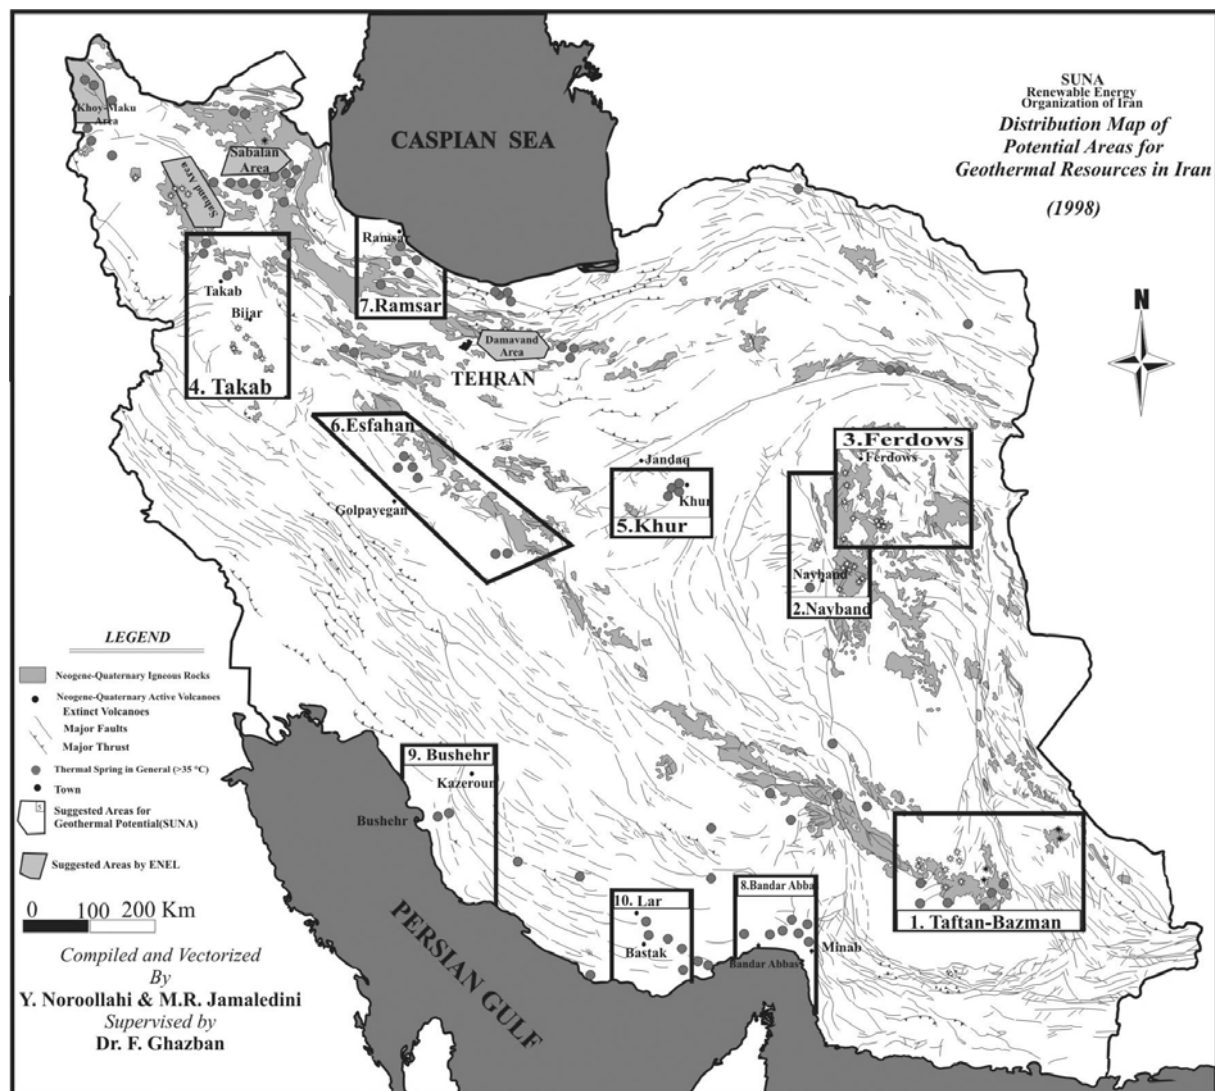 SUNA
Renewable Energy
Organization of Iran
Distribution Map of
Potential Areas for
Geothermal Resources in Iran
(1998)
N
CASPIAN SEA
Khoy-Maku
Area
Sabalan
Area
Sahand Area
Ramsar
7.Ramsar
Takab
Bijar
4. Takab
Damavand
Area
TEHRAN
6.Esfahan
Golpayegan
Jandaq
Khur
5.Khur
3.Ferdows
Ferdows
Nayband
2.Nayband
LEGEND
Neogene-Quaternary Igneous Rocks
Neogene-Quaternary Active Volcanoes
Extinct Volcanoes
Major Faults
Major Thrust
Thermal Spring in General (>35 °C)
Town
Suggested Areas for
Geothermal Potential(SUNA)
Suggested Areas by ENEL
0 100 200 Km
Compiled and Vectorized
By
Y. Noroollahi & M.R. Jamaledini
Supervised by
Dr. F. Ghazban
9. Bushehr
Kazeroun
Bushehr
PERSIAN GULF
10. Lar
Bastak
8.Bandar Abba
Bandar Abbas
Minab
1. Taftan-Bazman